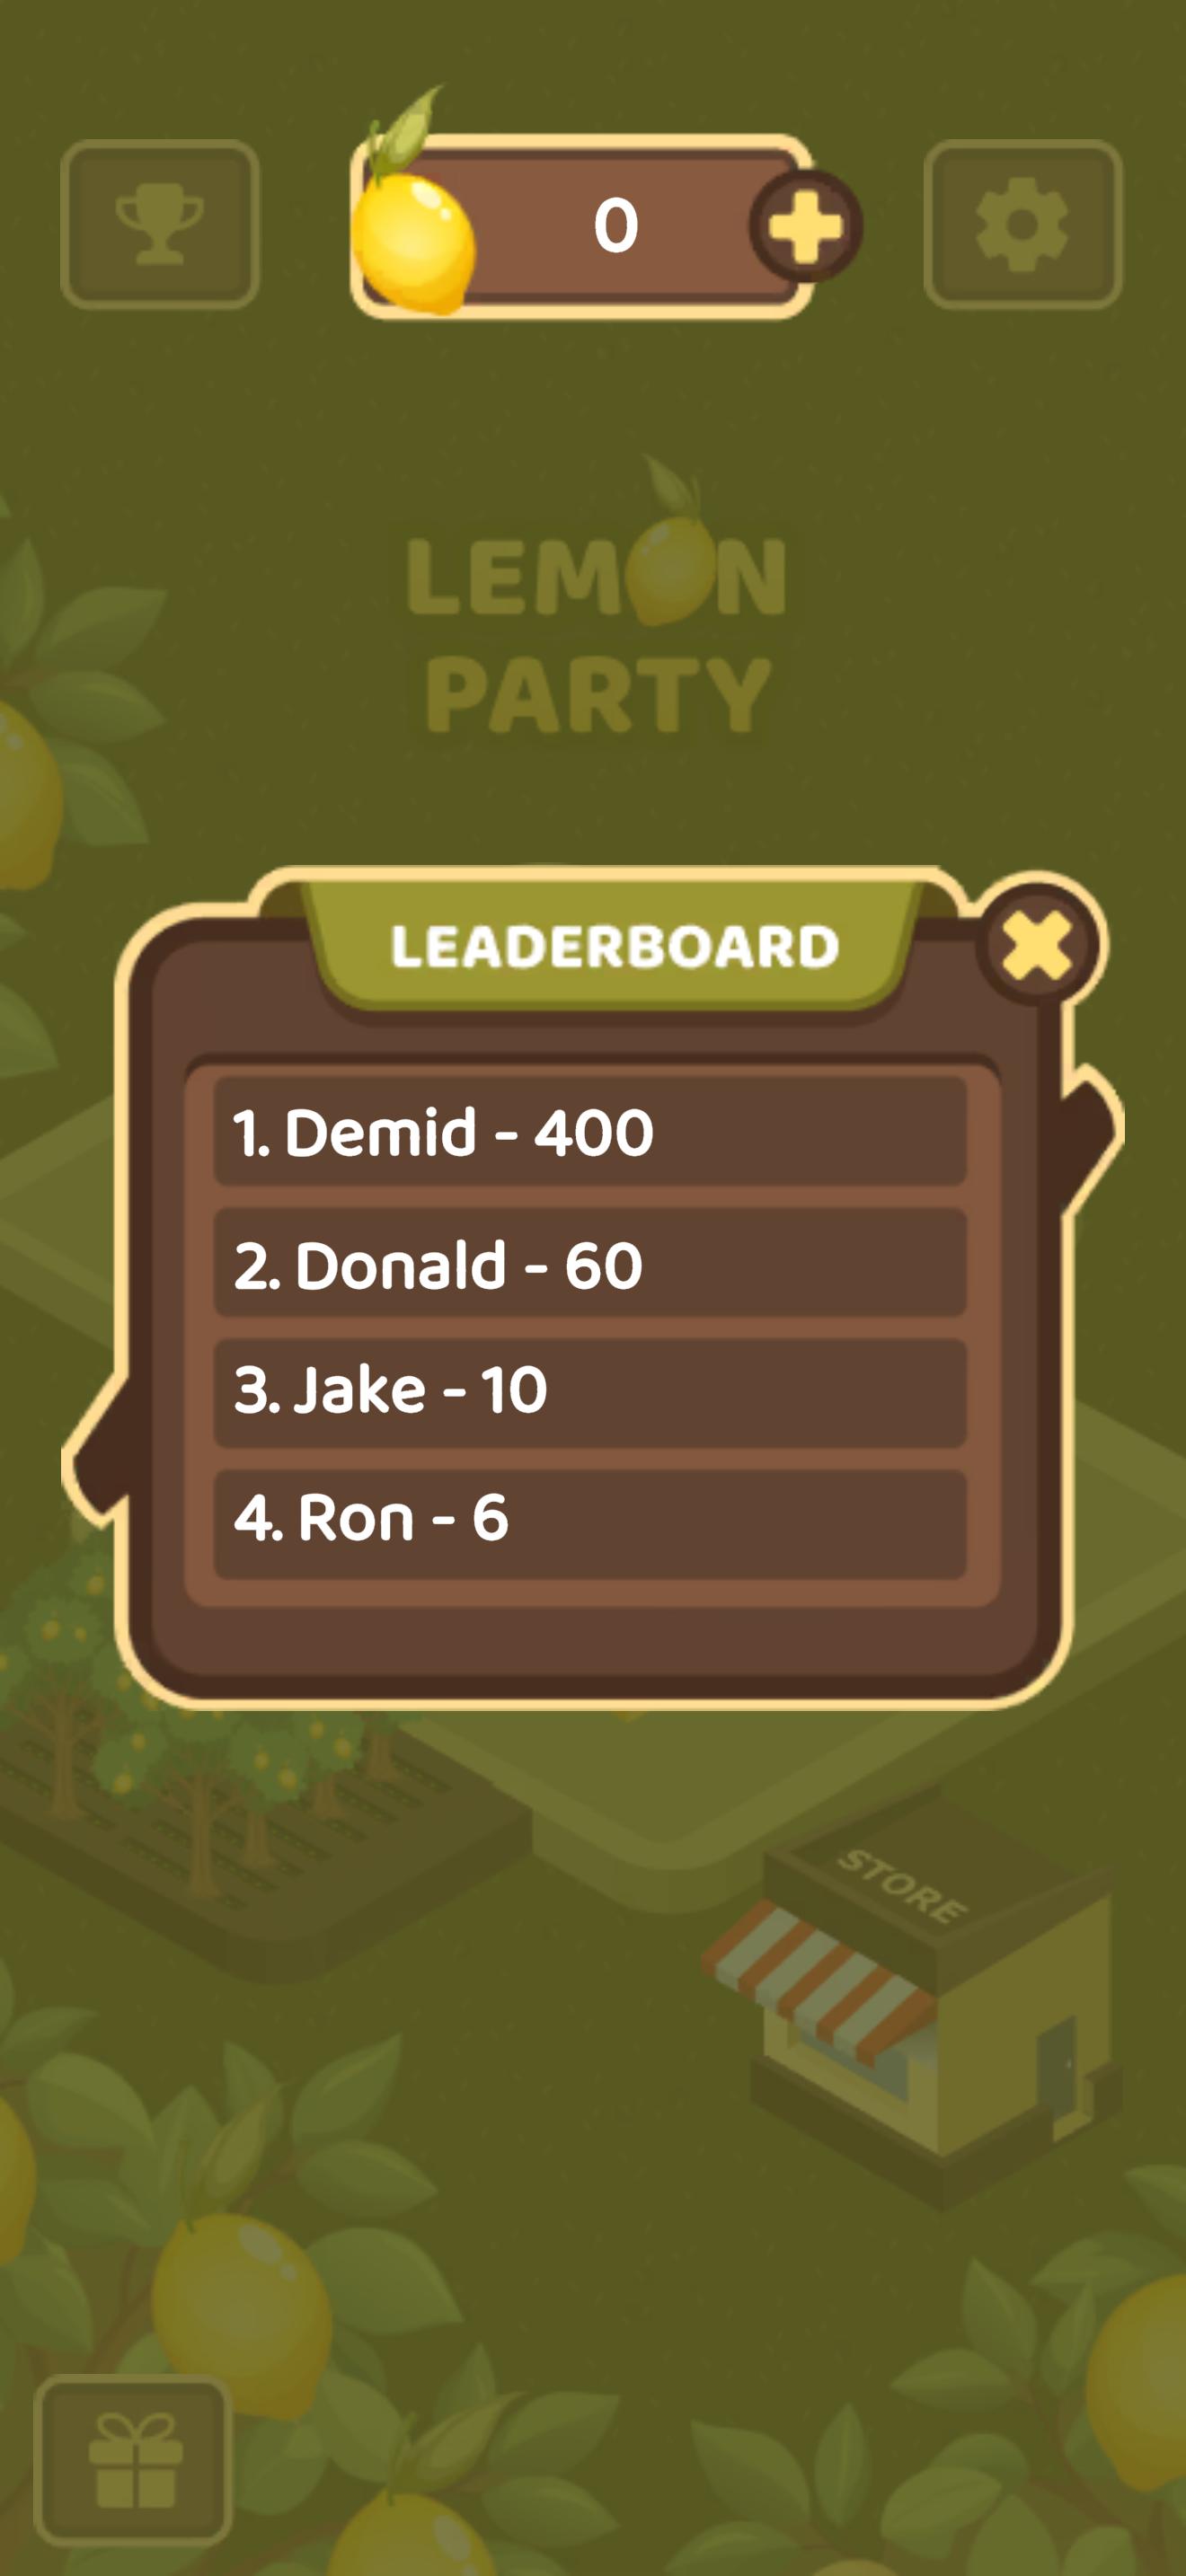 0
LEMON
PARTY
LEADERBOARD
1. Demid - 400
2. Donald - 60
3. Jake - 10
4. Ron - 6
STORE